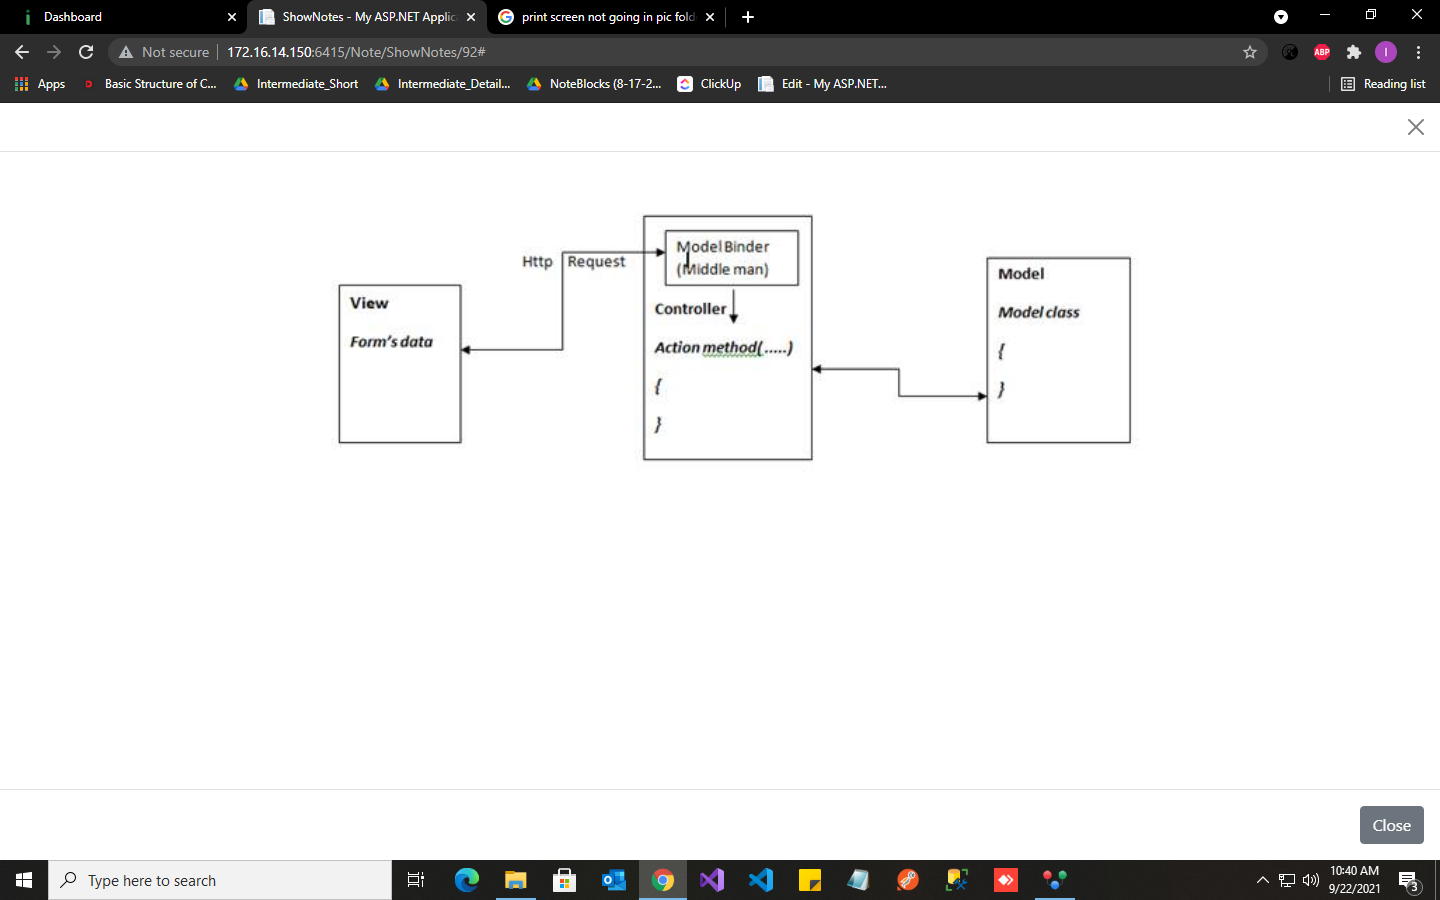 Dashboard
ShowNotes - My ASP.NET Applic
print screen not going in pic fold
Not secure
172.16.14.150:6415/Note/ShowNotes/92#
ABP
I
Apps
Basic Structure of C...
Intermediate_Short
Intermediate_Detail...
NoteBlocks (8-17-2...
ClickUp
Edit - My ASP.NET...
Reading list
Http Request
Model Binder
(Middle man)
Controller
Action method(.....)
{
}
View
Form's data
Model
Model class
{
}
Close
Type here to search
10:40 AM
9/22/2021
3